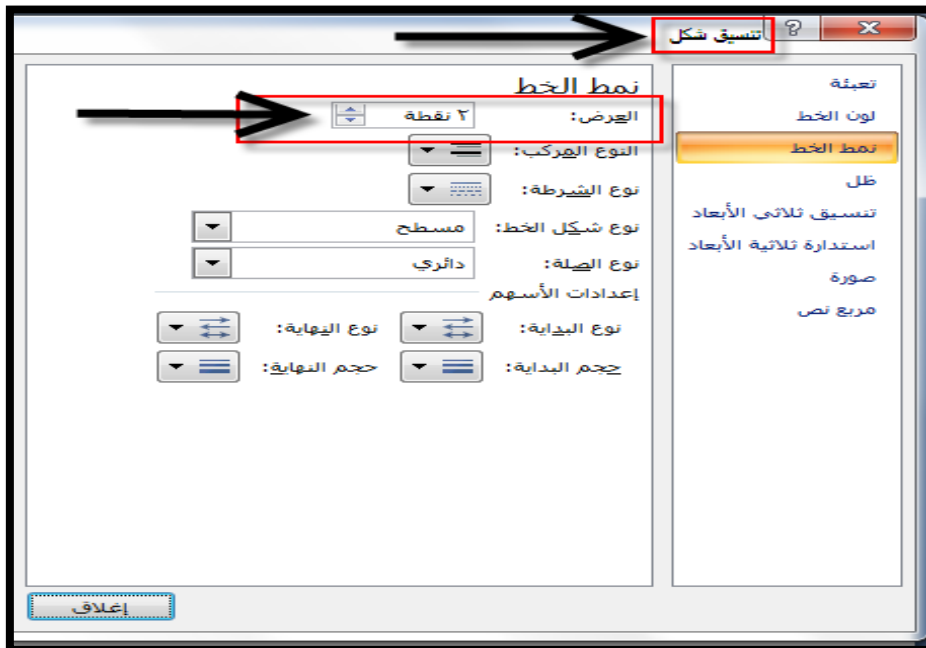 تنسيق شكل
تعبئة
لون الخط
نمط الخط
ظل
تنسيق ثلاثي الأبعاد
استدارة ثلاثية الأبعاد
صورة
مربع نص
نمط الخط
العرض: ٢ نقطة
النوع المركب:
نوع الشرطة:
نوع شكل الخط: مسطح
نوع الصلة: دائري
إعدادات الأسهم
نوع البداية: نوع النهاية:
حجم البداية: حجم النهاية:
إغلاق